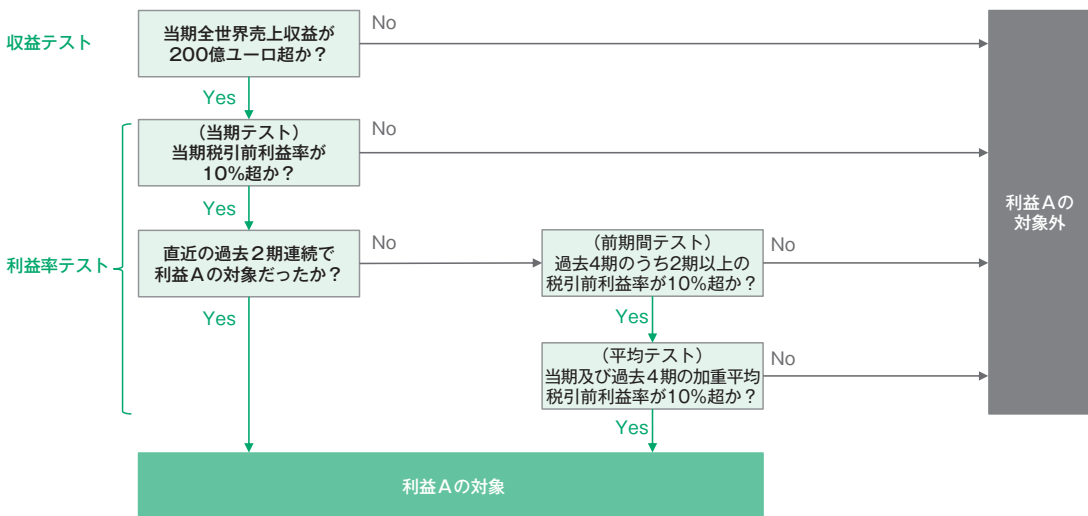 収益テスト
当期全世界売上収益が
200億ユーロ超か？
No
Yes
（当期テスト）
当期税引前利益率が
10％超か？
No
Yes
利益率テスト
直近の過去２期連続で
利益Ａの対象だったか？
No
Yes
（前期間テスト）
過去4期のうち2期以上の
税引前利益率が10％超か？
No
Yes
（平均テスト）
当期及び過去４期の加重平均
税引前利益率が10％超か？
No
Yes
利益Ａの
対象外
利益Ａの対象